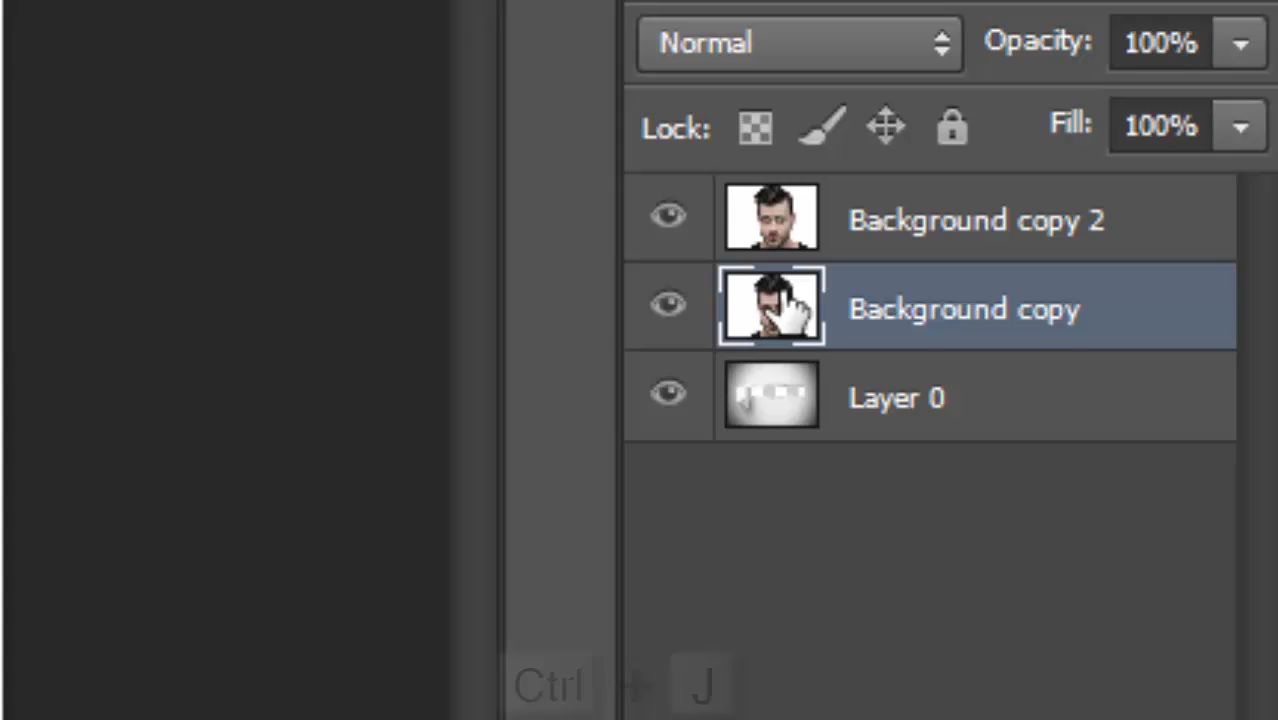 Normal Opacity: 100%
Lock: Fill: 100%
Background copy 2
Background copy
Layer 0
Ctrl + J